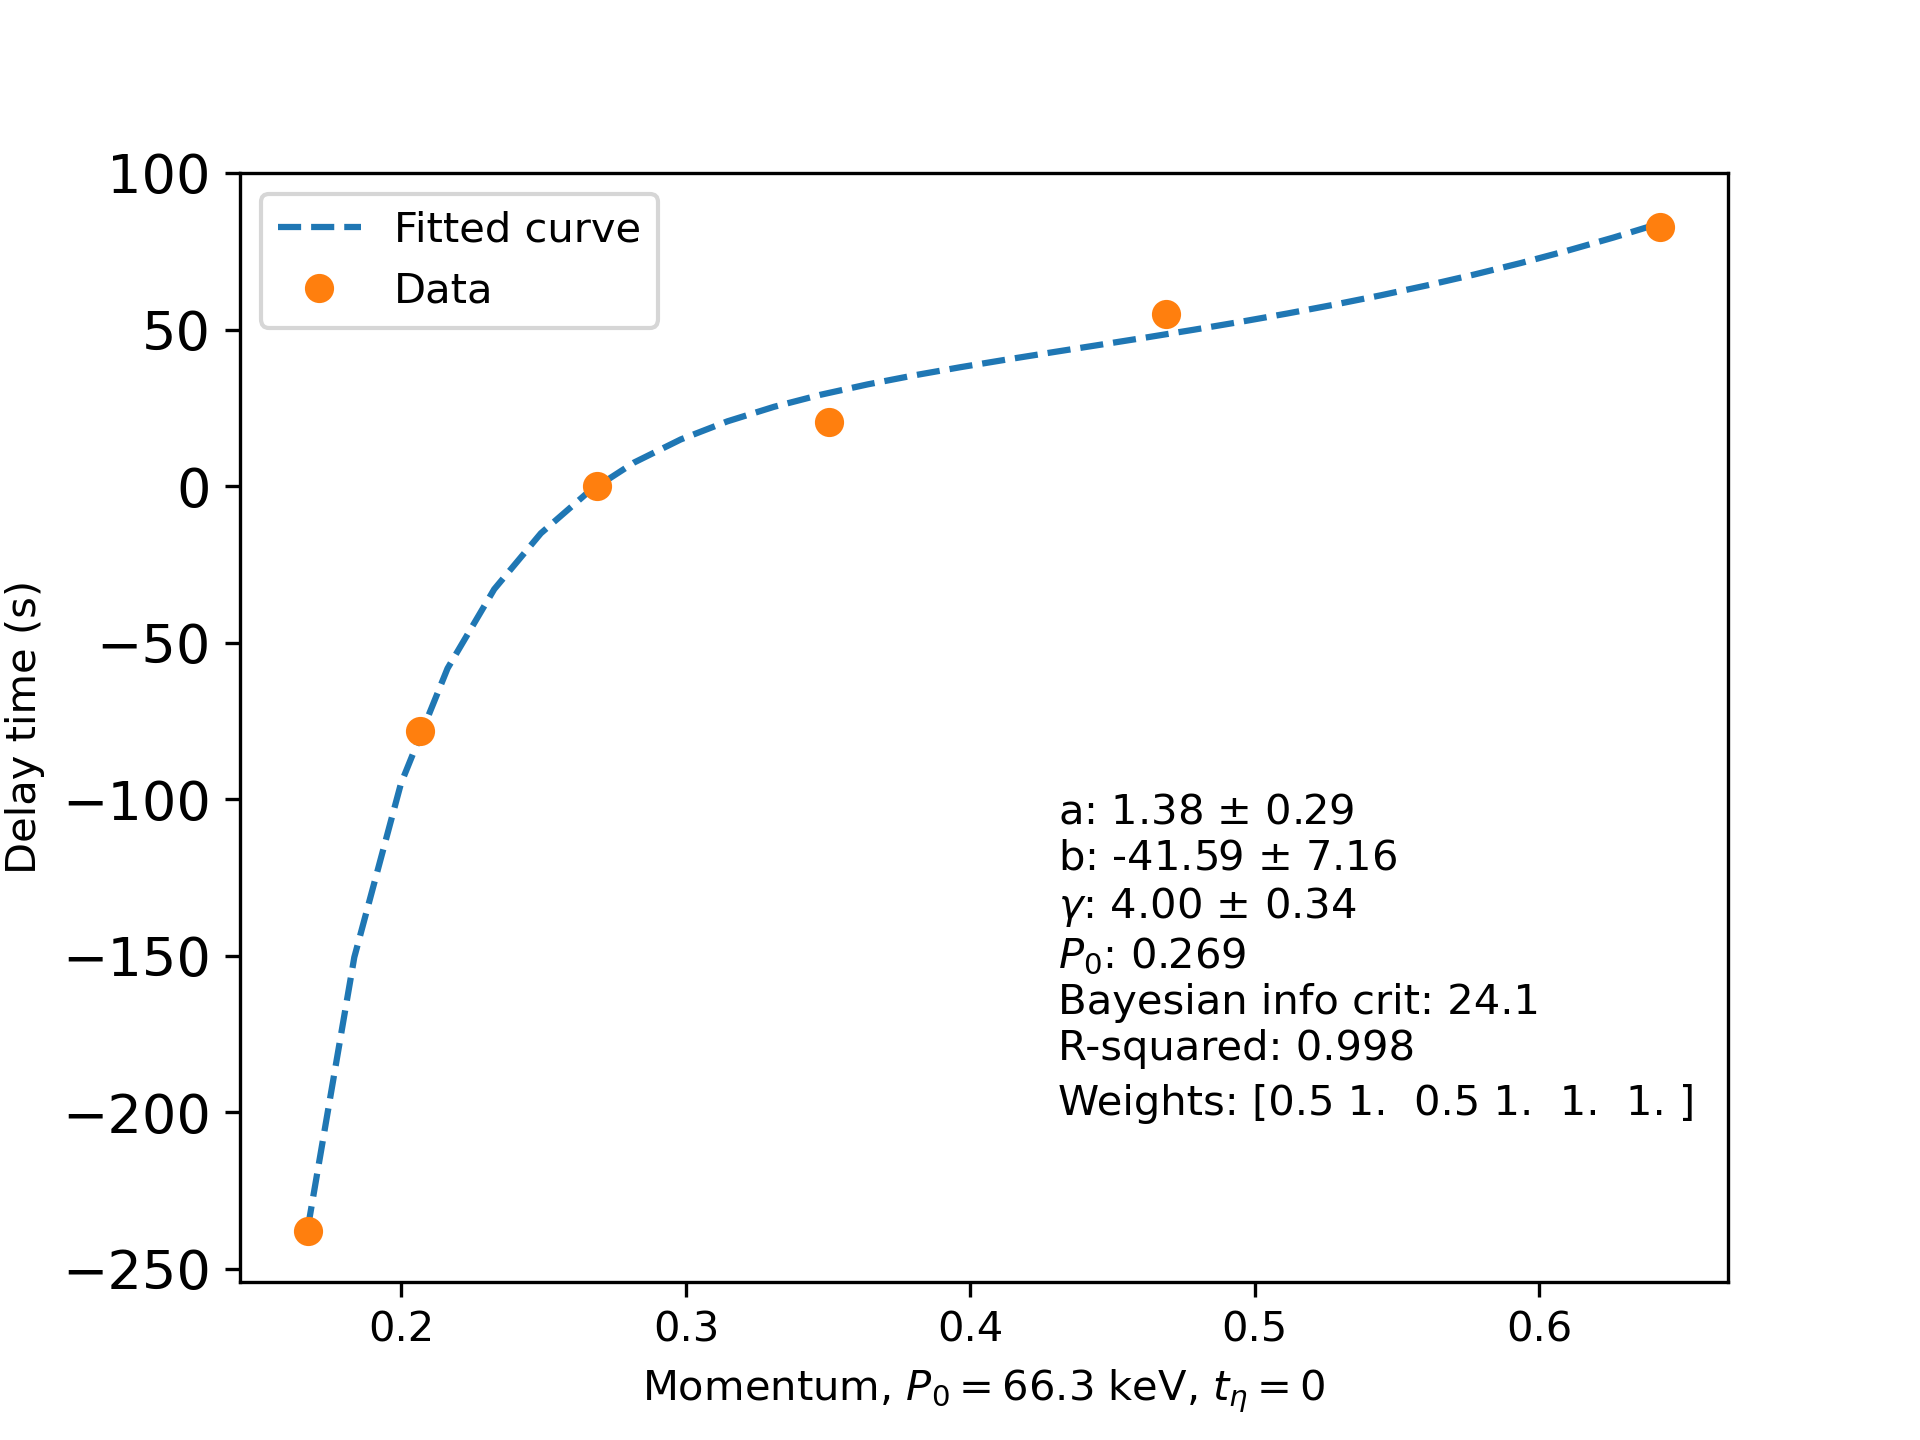 100
50
0
−50
−100
−150
−200
−250
Delay time (s)
Fitted curve
Data
a: 1.38 ± 0.29
b: -41.59 ± 7.16
γ: 4.00 ± 0.34
P₀: 0.269
Bayesian info crit: 24.1
R-squared: 0.998
Weights: [0.5 1.  0.5 1.  1.  1. ]
0.2 0.3 0.4 0.5 0.6
Momentum, P₀ = 66.3 keV, tη = 0